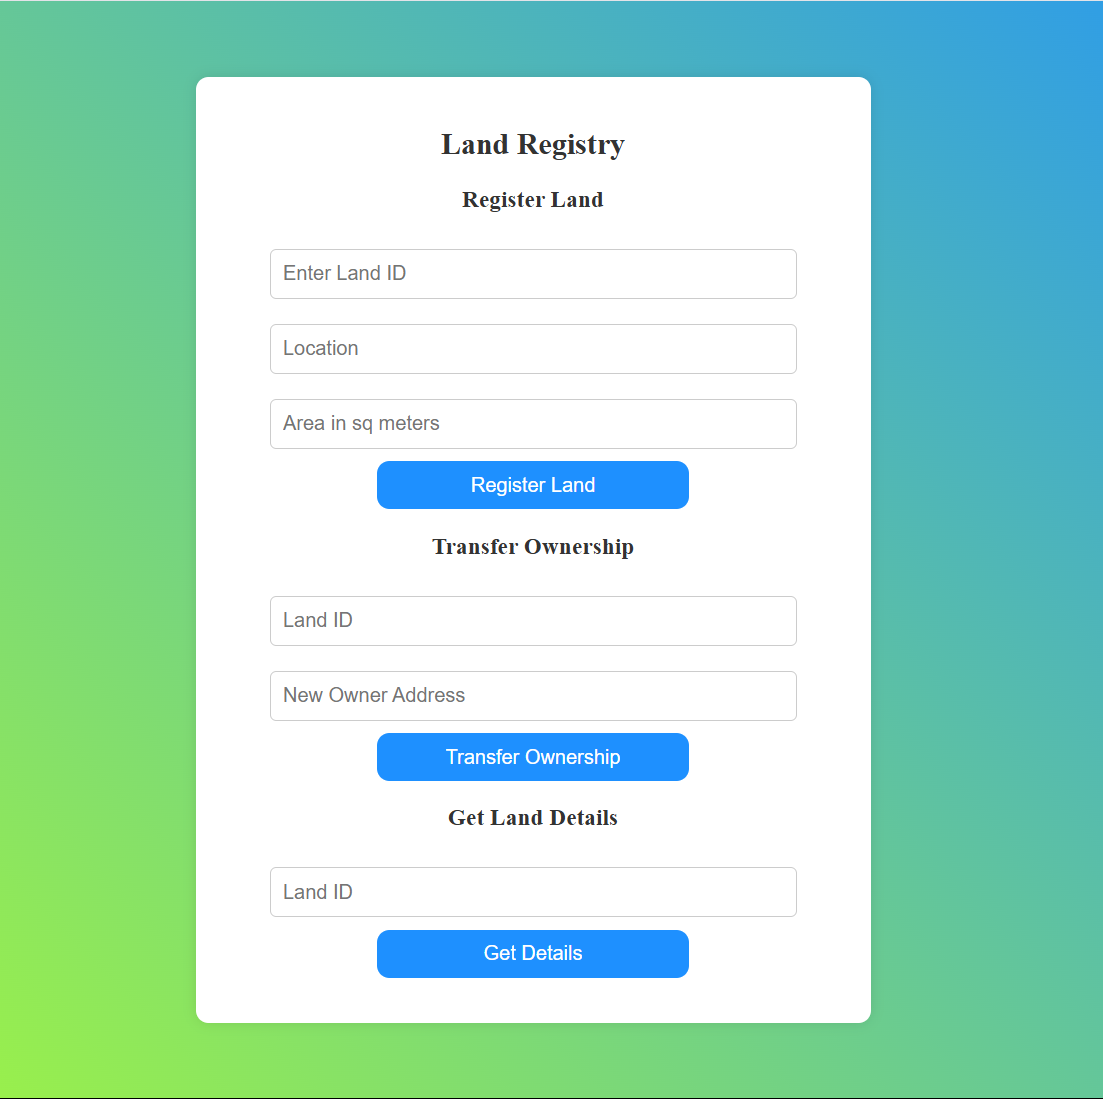 Land Registry
Register Land
Enter Land ID
Location
Area in sq meters
Register Land
Transfer Ownership
Land ID
New Owner Address
Transfer Ownership
Get Land Details
Land ID
Get Details